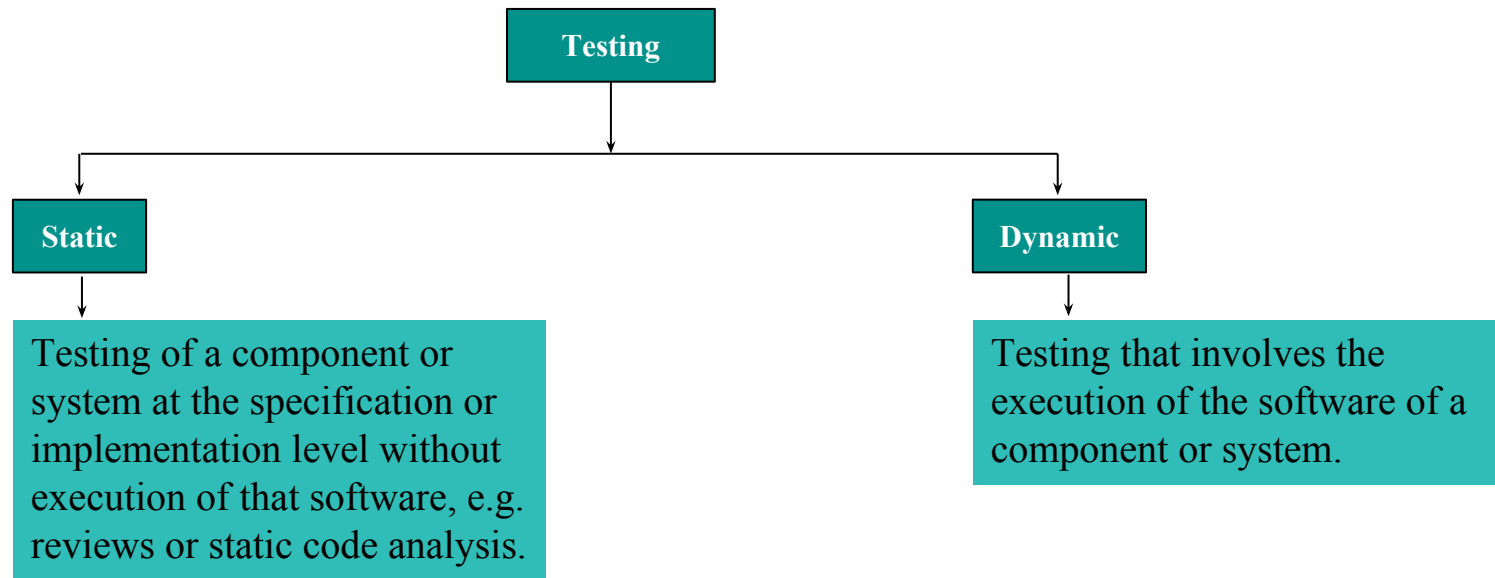 Testing
Static
Dynamic
Testing of a component or
system at the specification or
implementation level without
execution of that software, e.g.
reviews or static code analysis.
Testing that involves the
execution of the software of a
component or system.